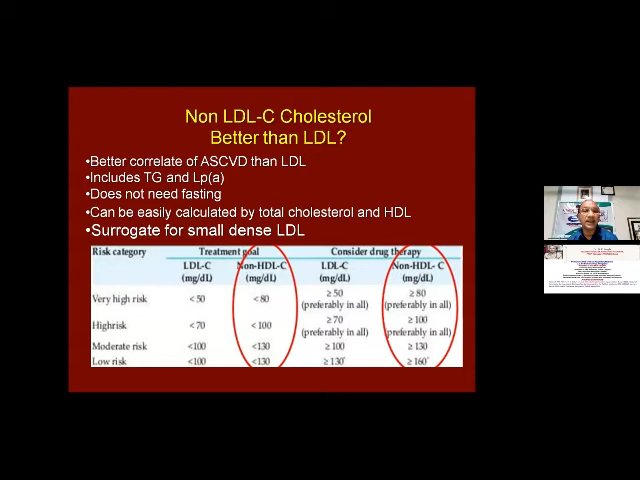 Non LDL-C Cholesterol
Better than LDL?
•Better correlate of ASCVD than LDL
•Includes TG and Lp(a)
•Does not need fasting
•Can be easily calculated by total cholesterol and HDL
•Surrogate for small dense LDL
Risk category Treatment goal Consider drug therapy
LDL-C (mg/dL) Non-HDL-C (mg/dL) LDL-C (mg/dL) Non-HDL- C (mg/dL)
Very high risk <50 <80 ≥50 (preferably in all) ≥80 (preferably in all)
Highrisk <70 <100 ≥70 (preferably in all) ≥100 (preferably in all)
Moderate risk <100 <130 ≥100 ≥130
Low risk <100 <130 ≥130* ≥160*